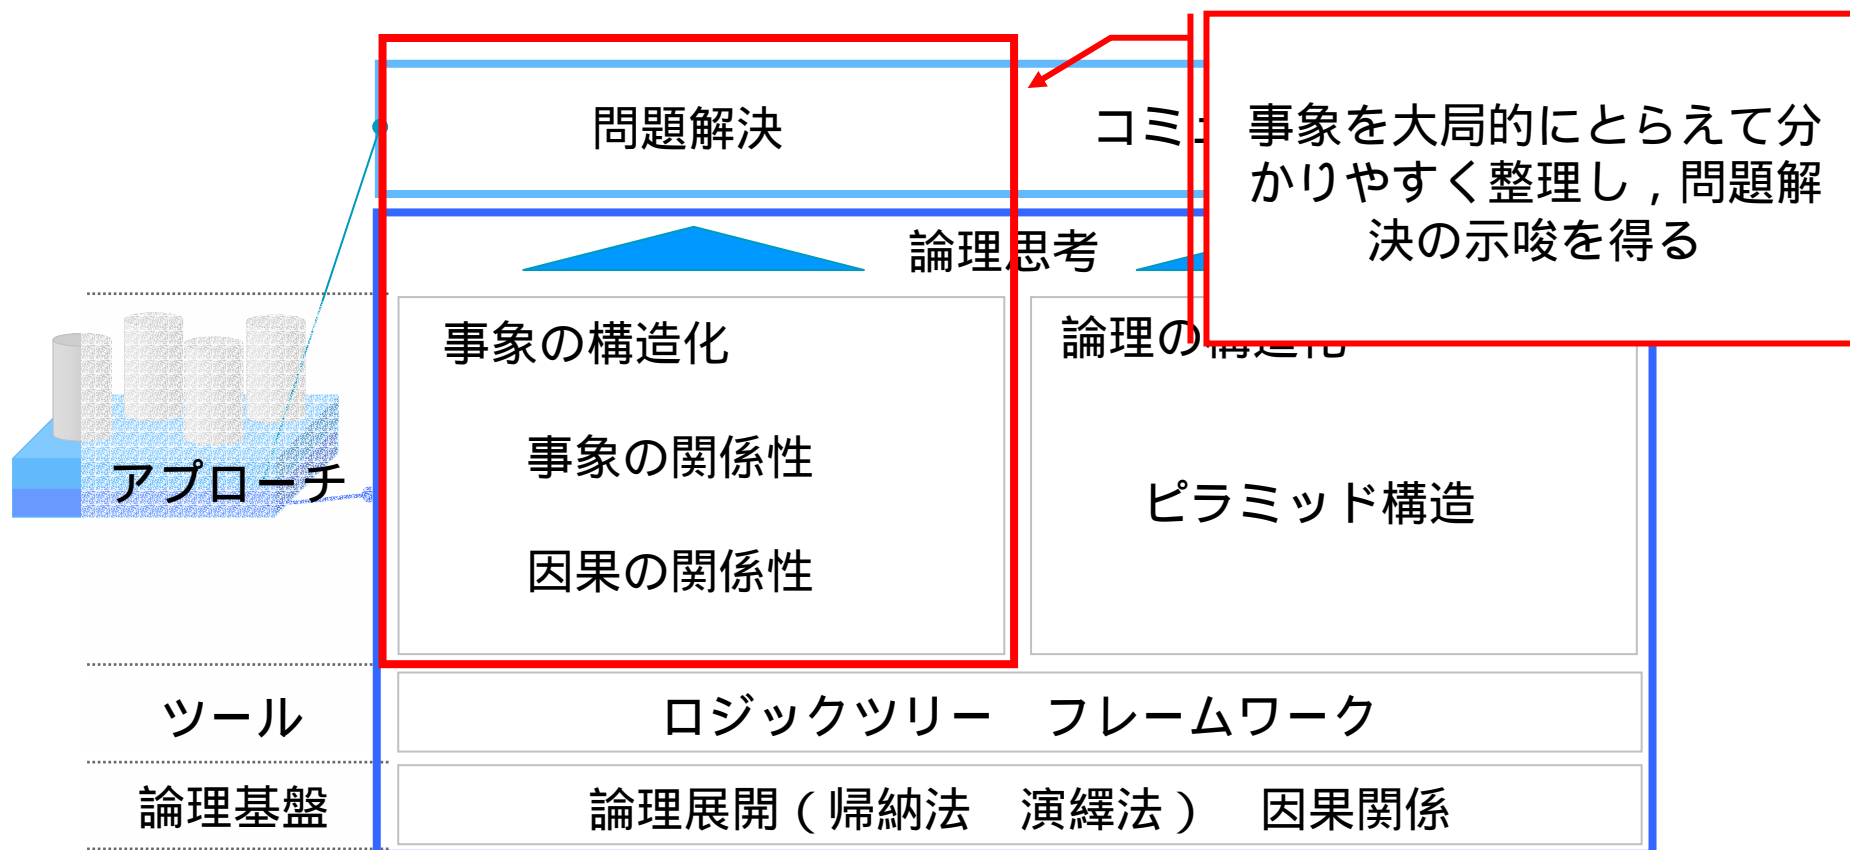 問題解決
コミュ
事象を大局的にとらえて分
かりやすく整理し，問題解
決の示唆を得る
論理思考
アプローチ
事象の構造化
事象の関係性
因果の関係性
論理の構造化
ピラミッド構造
ツール
ロジックツリー　フレームワーク
論理基盤
論理展開（帰納法　演繹法）　因果関係